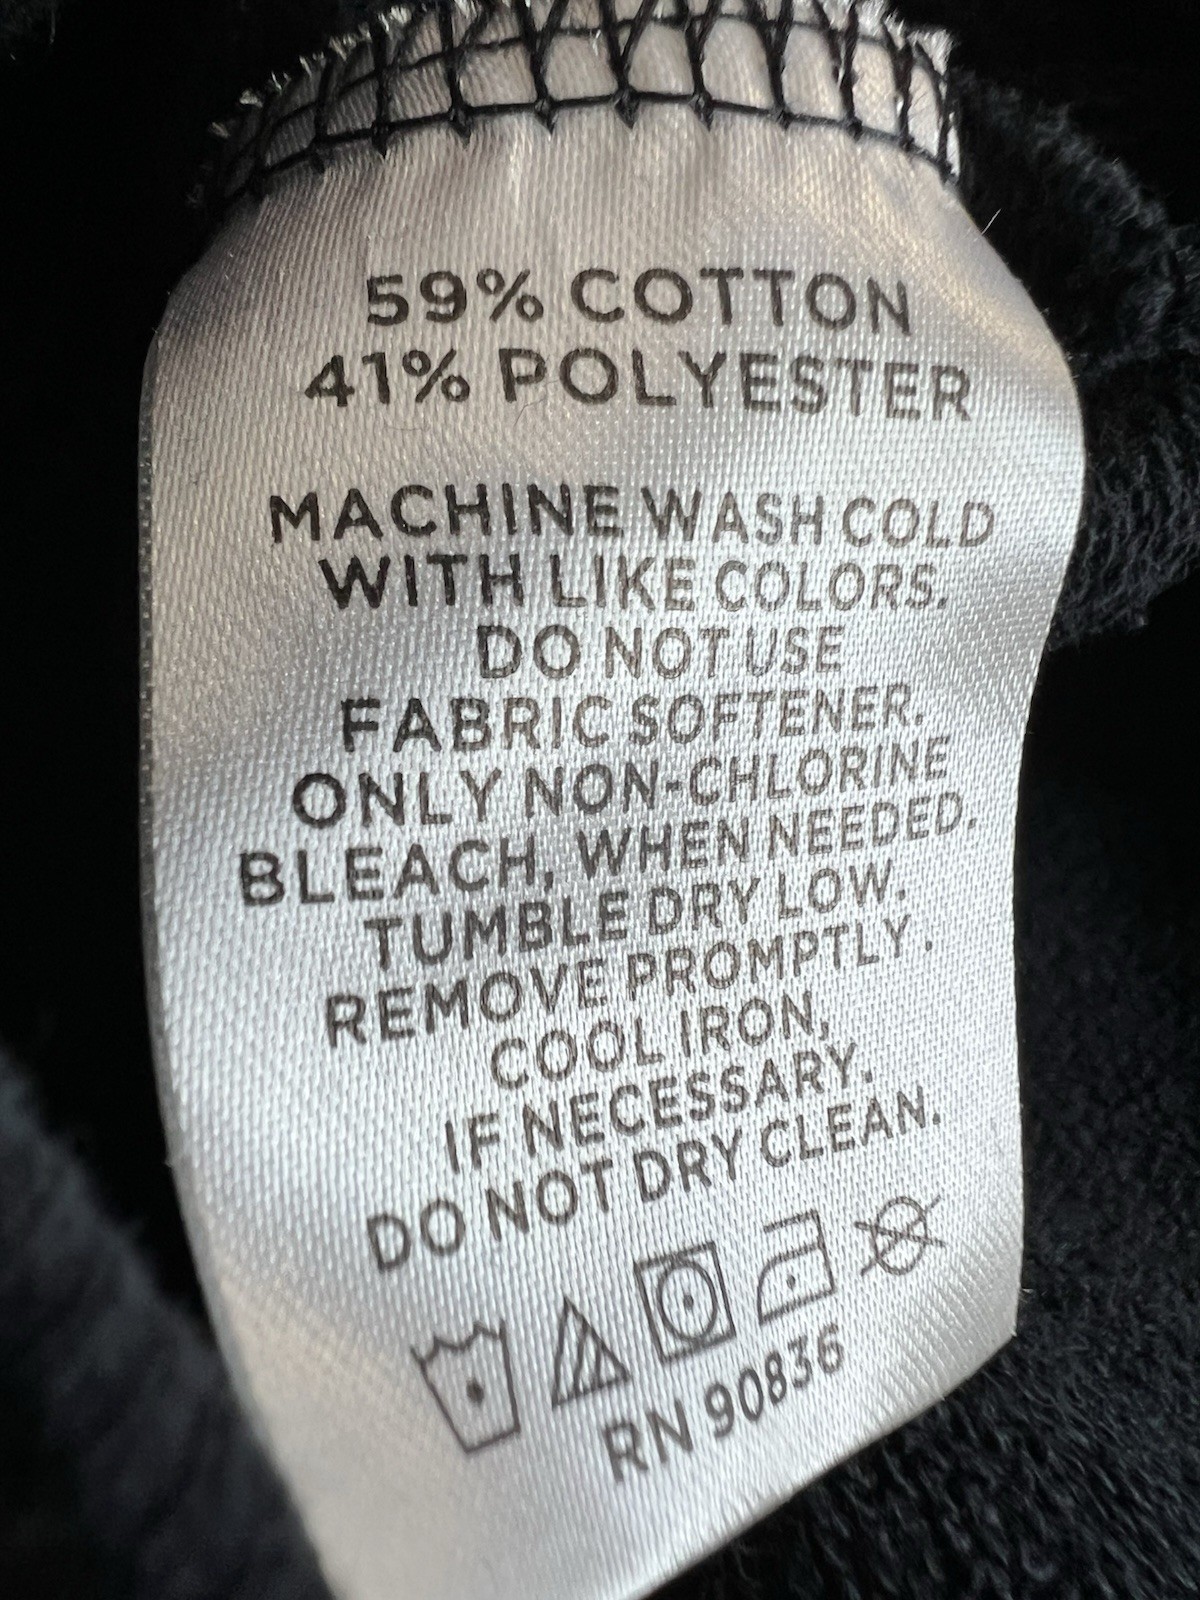 59% COTTON
41% POLYESTER
MACHINE WASH COLD
WITH LIKE COLORS.
DO NOT USE
FABRIC SOFTENER.
ONLY NON-CHLORINE
BLEACH, WHEN NEEDED.
TUMBLE DRY LOW.
REMOVE PROMPTLY.
COOL IRON,
IF NECESSARY.
DO NOT DRY CLEAN.
RN 90836